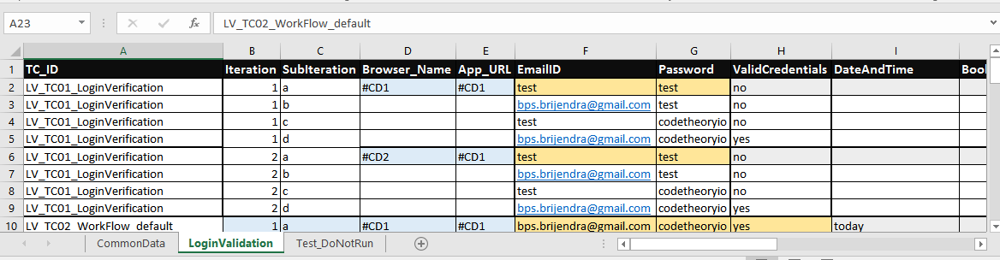 A23 fx LV_TC02_WorkFlow_default
A B C D E F G H I
1 TC_ID Iteration SubIteration Browser_Name App_URL EmailID Password ValidCredentials DateAndTime Bool
2 LV_TC01_LoginVerification 1 a #CD1 #CD1 test test no
3 LV_TC01_LoginVerification 1 b bps.brijendra@gmail.com test no
4 LV_TC01_LoginVerification 1 c test codetheoryio no
5 LV_TC01_LoginVerification 1 d bps.brijendra@gmail.com codetheoryio yes
6 LV_TC01_LoginVerification 2 a #CD2 #CD1 test test no
7 LV_TC01_LoginVerification 2 b bps.brijendra@gmail.com test no
8 LV_TC01_LoginVerification 2 c test codetheoryio no
9 LV_TC01_LoginVerification 2 d bps.brijendra@gmail.com codetheoryio yes
10 LV_TC02_WorkFlow_default 1 a #CD1 #CD1 bps.brijendra@gmail.com codetheoryio yes today
CommonData LoginValidation Test_DoNotRun